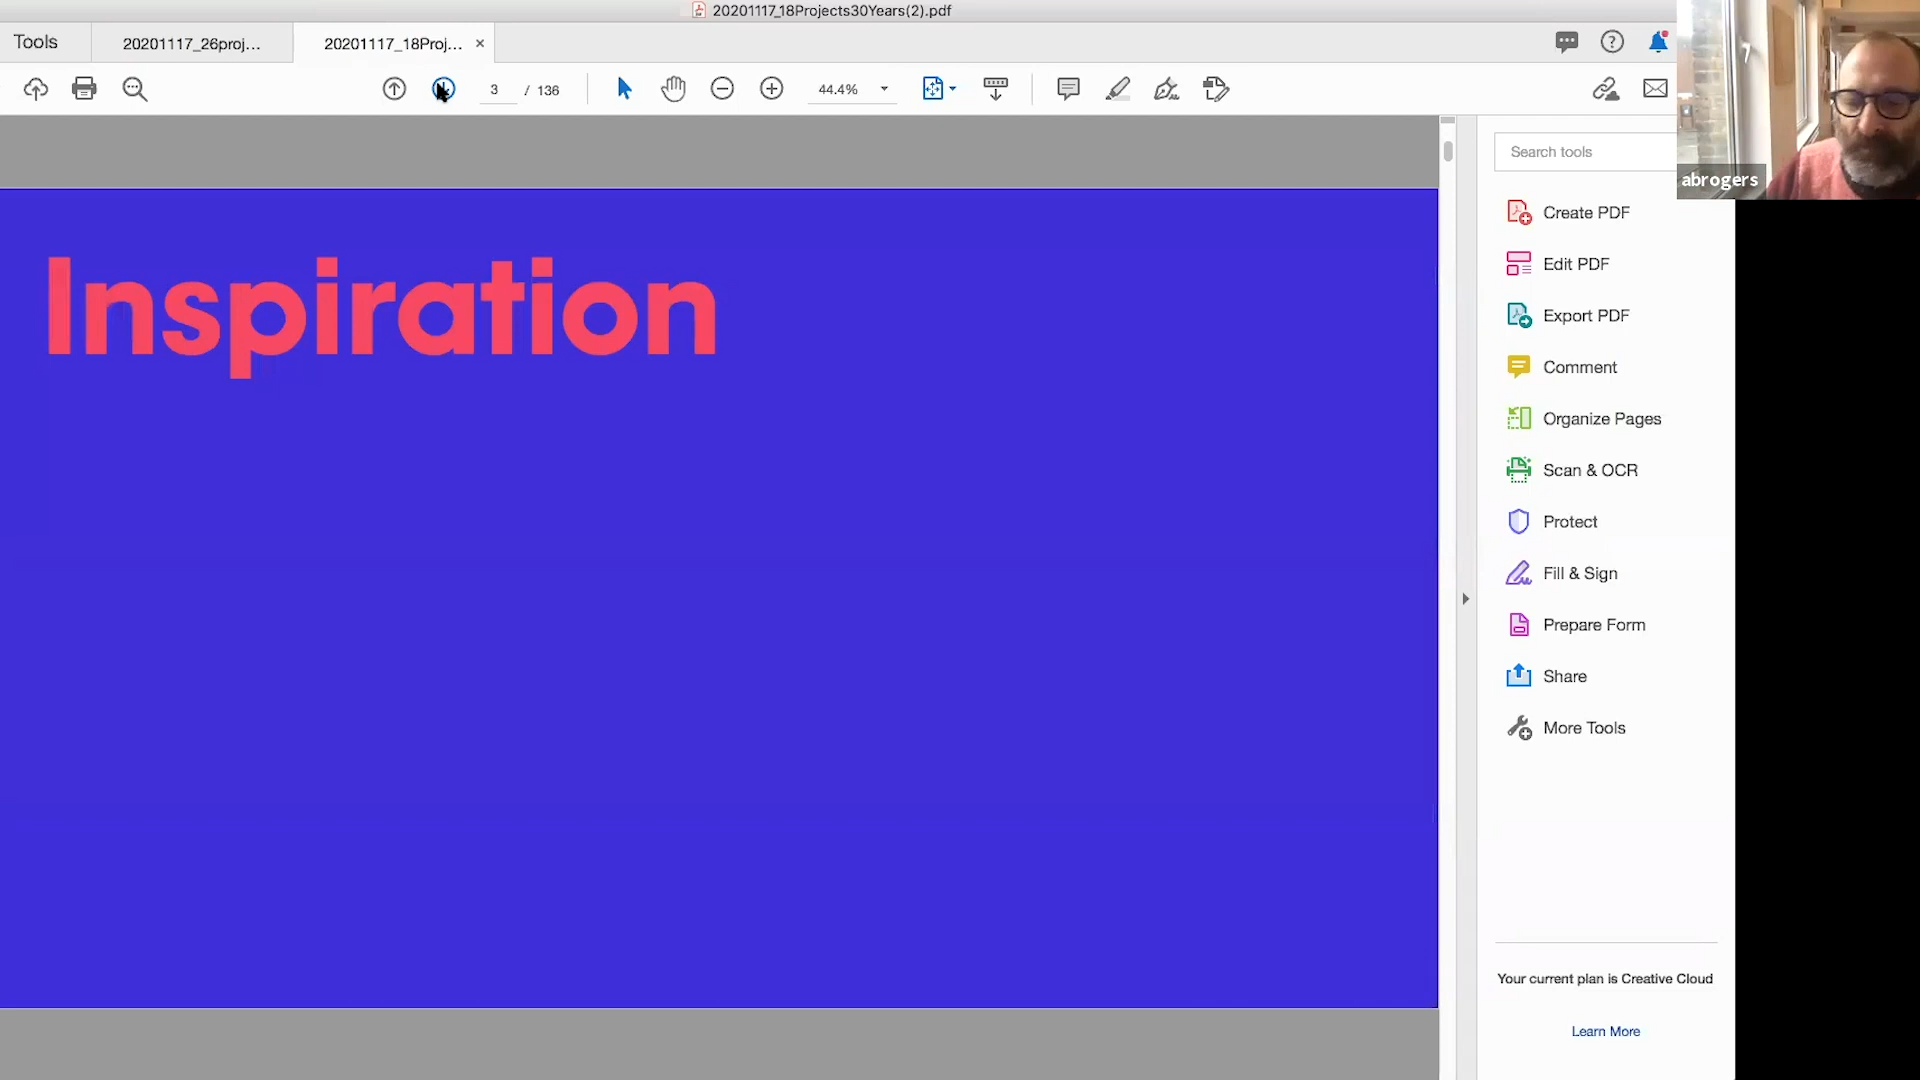 20201117_18Projects30Years(2).pdf
Tools
20201117_26proj...
20201117_18Proj...
3 / 136
44.4%
Search tools
abrogers
Create PDF
Edit PDF
Export PDF
Comment
Organize Pages
Scan & OCR
Protect
Fill & Sign
Prepare Form
Share
More Tools
Inspiration
Your current plan is Creative Cloud
Learn More